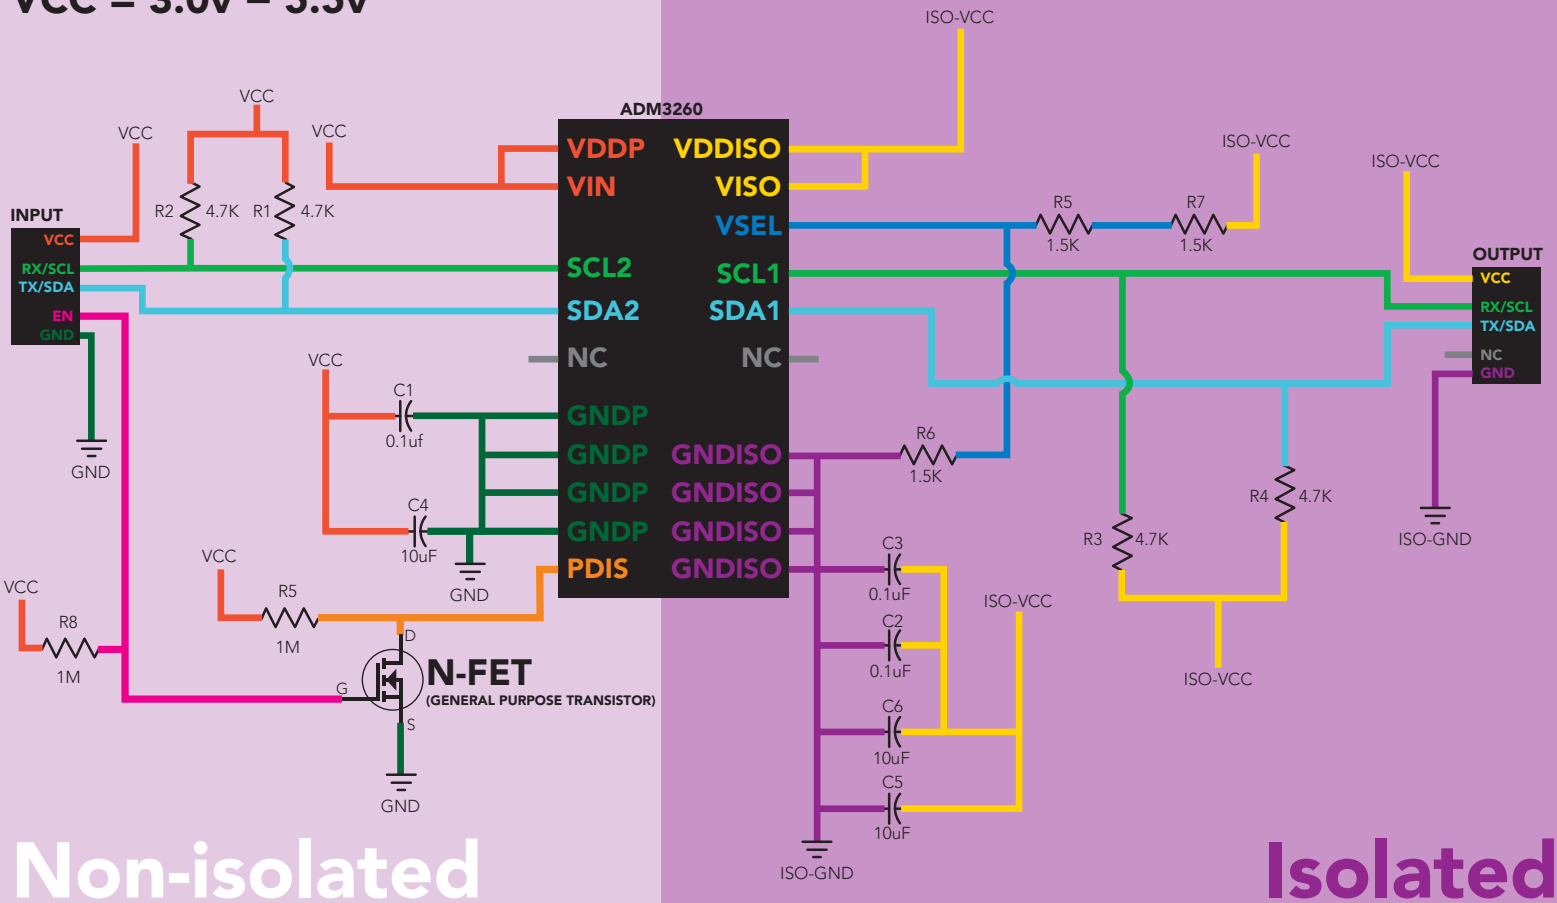 VCC = 3.0v – 5.5v
ISO-VCC
VCC
VCC
VCC
ADM3260
ISO-VCC
ISO-VCC
INPUT
VCC
RX/SCL
TX/SDA
EN
GND
R2
4.7K
R1
4.7K
VDDP
VIN
SCL2
SDA2
NC
GNDP
GNDP
GNDP
GNDP
PDIS
VDDISO
VISO
VSEL
SCL1
SDA1
NC
GNDISO
GNDISO
GNDISO
GNDISO
R5
1.5K
R7
1.5K
OUTPUT
VCC
RX/SCL
TX/SDA
NC
GND
GND
VCC
C1
0.1uf
C4
10uF
GND
R6
1.5K
R4
4.7K
R3
4.7K
ISO-GND
ISO-VCC
VCC
R5
1M
VCC
R8
1M
D
G
S
N-FET
(GENERAL PURPOSE TRANSISTOR)
GND
C3
0.1uF
C2
0.1uF
C6
10uF
C5
10uF
ISO-VCC
ISO-GND
Non-isolated
Isolated